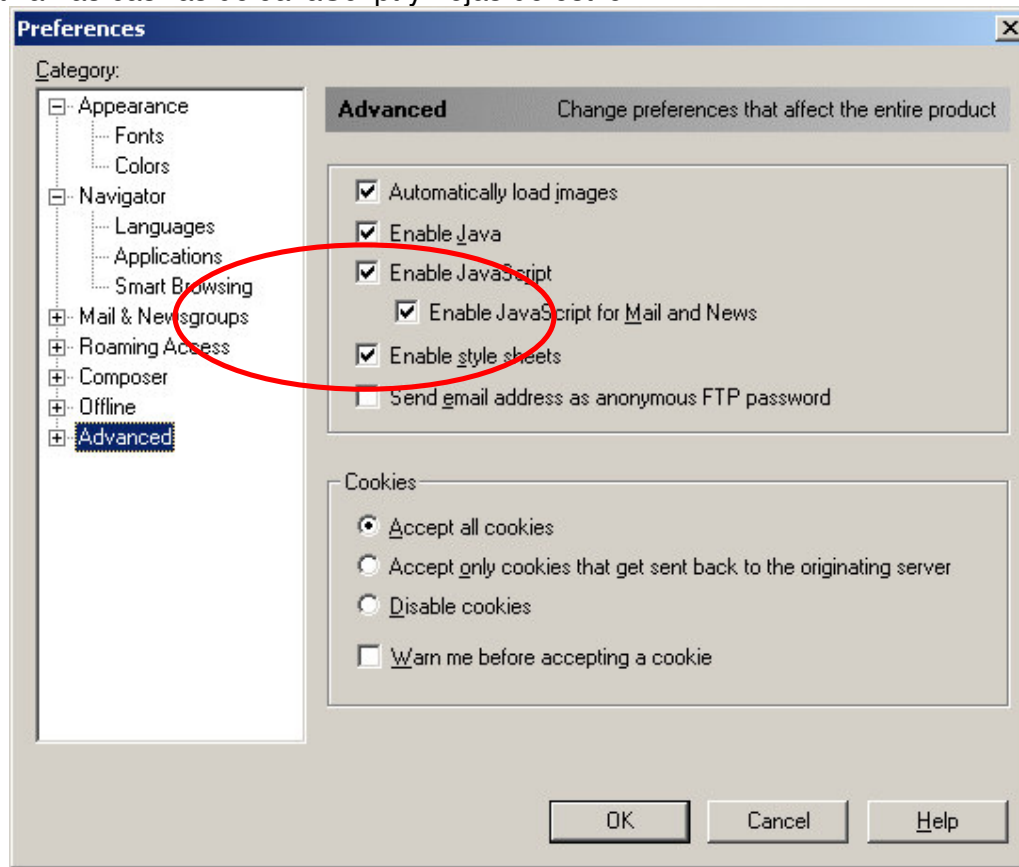 Preferences
Category:
Appearance
Fonts
Colors
Navigator
Languages
Applications
Smart Browsing
Mail & Newsgroups
Roaming Access
Composer
Offline
Advanced
Advanced Change preferences that affect the entire product
Automatically load images
Enable Java
Enable JavaScript
Enable JavaScript for Mail and News
Enable style sheets
Send email address as anonymous FTP password
Cookies
Accept all cookies
Accept only cookies that get sent back to the originating server
Disable cookies
Warn me before accepting a cookie
OK Cancel Help